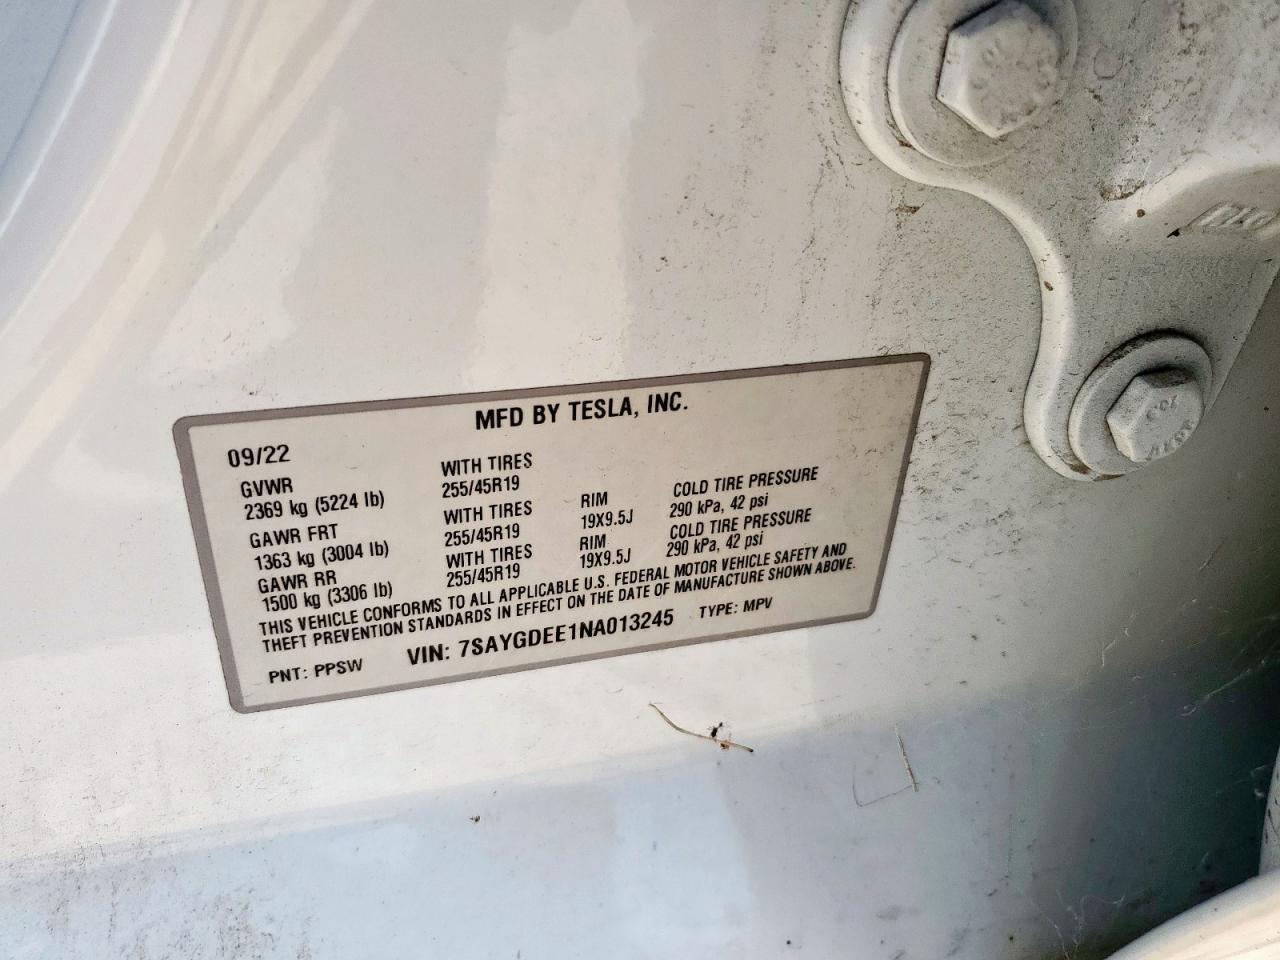 MFD BY TESLA, INC.
09/22
GVWR
2369 kg (5224 lb)
WITH TIRES
255/45R19
GAWR FRT
1363 kg (3004 lb)
WITH TIRES
255/45R19
RIM
19X9.5J
COLD TIRE PRESSURE
290 kPa, 42 psi
GAWR RR
1500 kg (3306 lb)
WITH TIRES
255/45R19
RIM
19X9.5J
COLD TIRE PRESSURE
290 kPa, 42 psi
THIS VEHICLE CONFORMS TO ALL APPLICABLE U.S. FEDERAL MOTOR VEHICLE SAFETY AND
THEFT PREVENTION STANDARDS IN EFFECT ON THE DATE OF MANUFACTURE SHOWN ABOVE.
PNT: PPSW
VIN: 7SAYGDEE1NA013245
TYPE: MPV